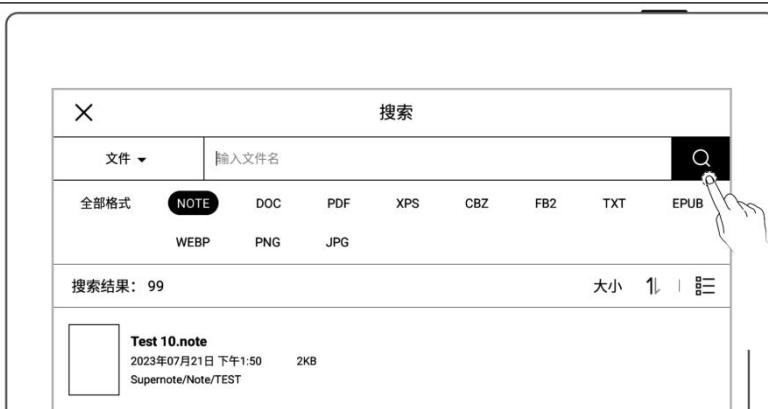 搜索
文件 输入文件名
全部格式 NOTE DOC PDF XPS CBZ FB2 TXT EPUB
WEBP PNG JPG
搜索结果： 99 大小
Test 10.note
2023年07月21日 下午1:50 2KB
Supernote/Note/TEST